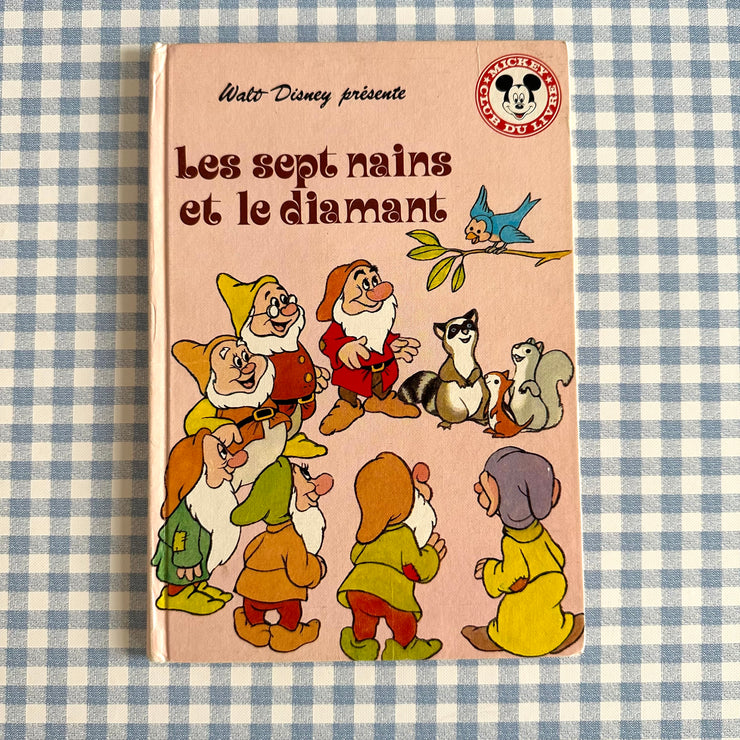 Walt Disney présente
MICKEY
CLUB DU LIVRE
les sept nains
et le diamant